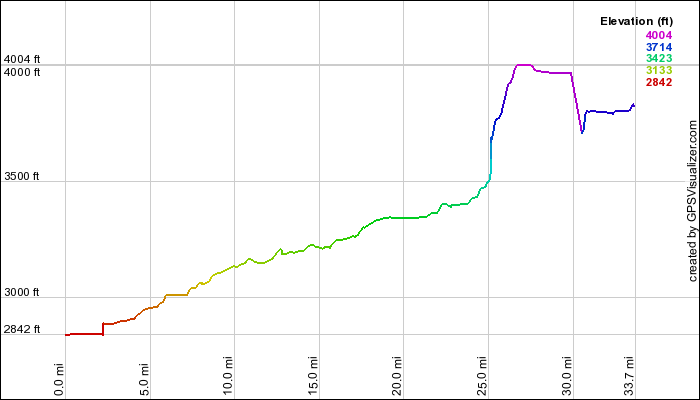 Elevation (ft)
4004
3714
3423
3133
2842
4004 ft
4000 ft
3500 ft
3000 ft
2842 ft
0.0 mi
5.0 mi
10.0 mi
15.0 mi
20.0 mi
25.0 mi
30.0 mi
33.7 mi
created by GPSVisualizer.com